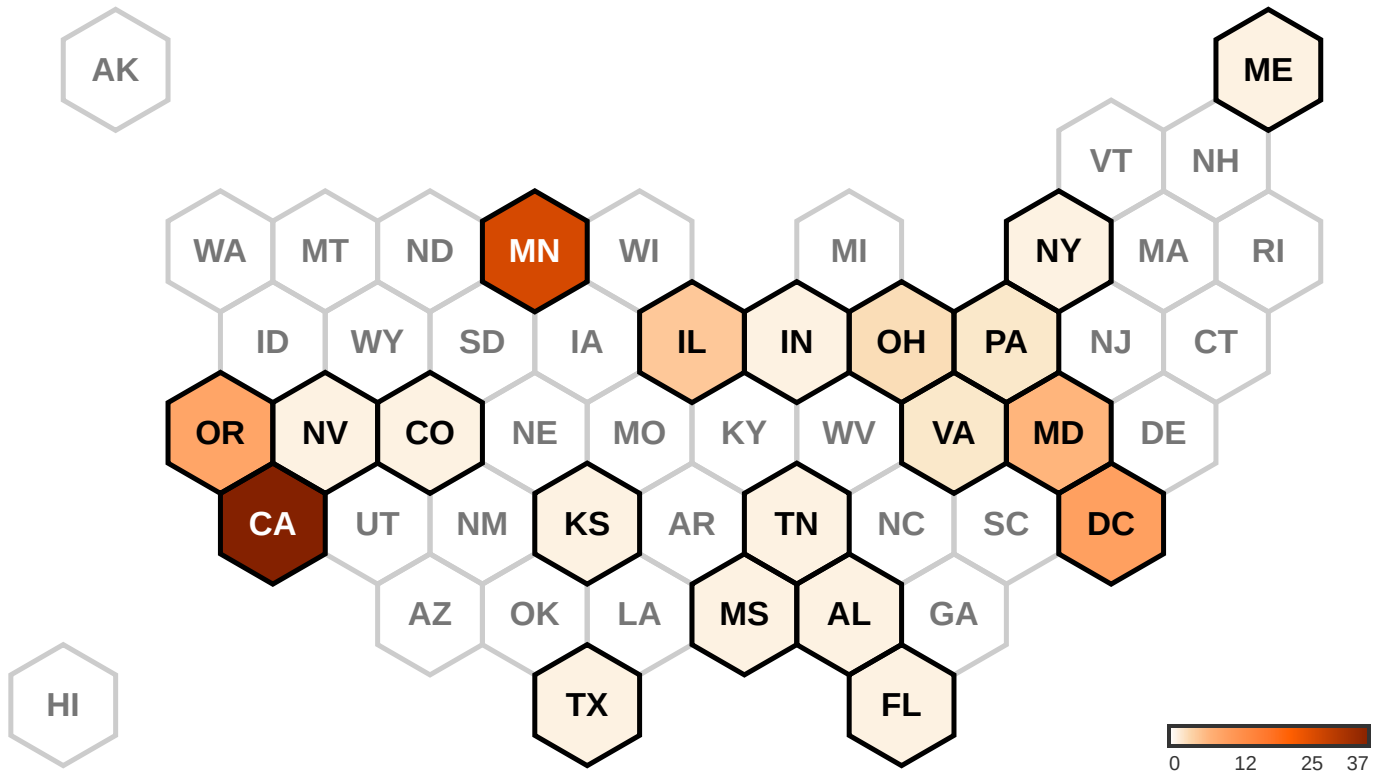 AK ME
VT NH
WA MT ND MN WI MI NY MA RI
ID WY SD IA IL IN OH PA NJ CT
OR NV CO NE MO KY WV VA MD DE
CA UT NM KS AR TN NC SC DC
AZ OK LA MS AL GA
HI TX FL
0 12 25 37